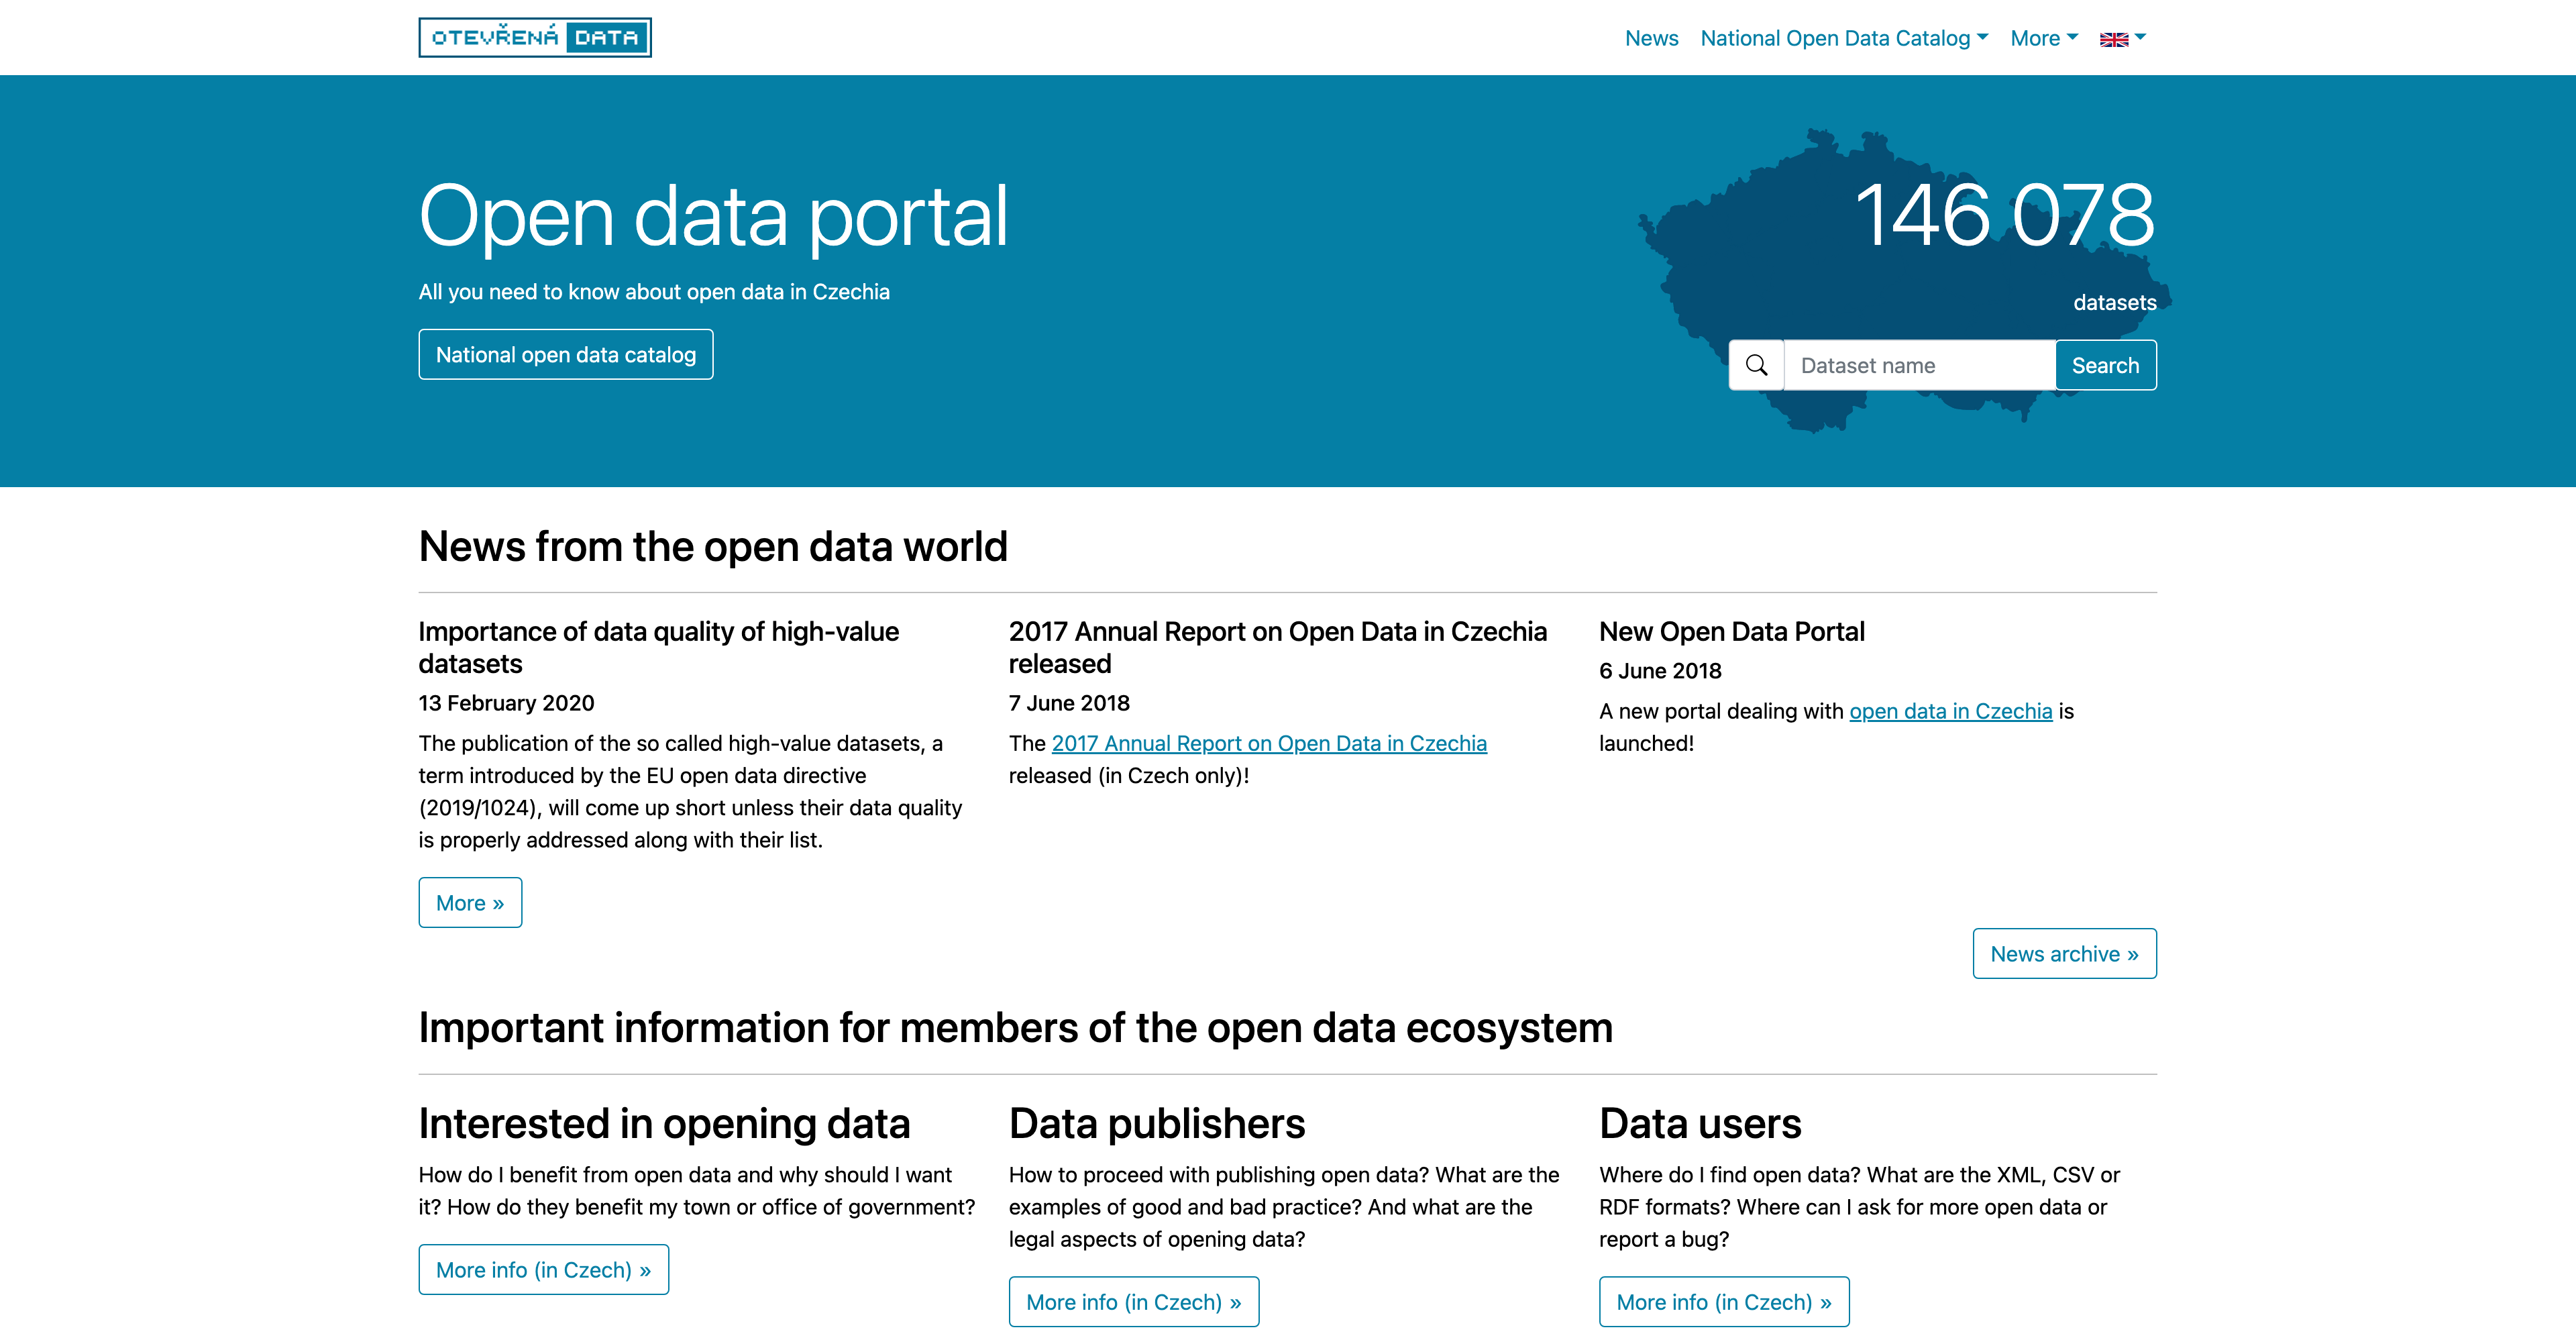 OTEVŘENÁ DATA
News National Open Data Catalog More
Open data portal
All you need to know about open data in Czechia
National open data catalog
146 078
datasets
Dataset name Search
News from the open data world
Importance of data quality of high-value
datasets
13 February 2020
The publication of the so called high-value datasets, a
term introduced by the EU open data directive
(2019/1024), will come up short unless their data quality
is properly addressed along with their list.
More »
2017 Annual Report on Open Data in Czechia
released
7 June 2018
The 2017 Annual Report on Open Data in Czechia
released (in Czech only)!
New Open Data Portal
6 June 2018
A new portal dealing with open data in Czechia is
launched!
News archive »
Important information for members of the open data ecosystem
Interested in opening data
How do I benefit from open data and why should I want
it? How do they benefit my town or office of government?
More info (in Czech) »
Data publishers
How to proceed with publishing open data? What are the
examples of good and bad practice? And what are the
legal aspects of opening data?
More info (in Czech) »
Data users
Where do I find open data? What are the XML, CSV or
RDF formats? Where can I ask for more open data or
report a bug?
More info (in Czech) »